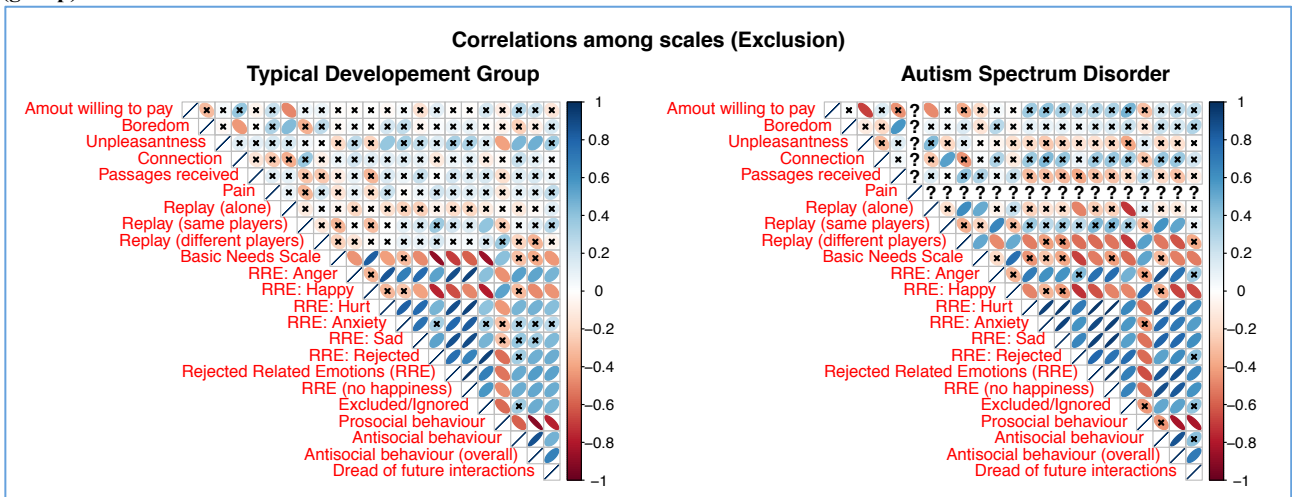 (group)
Correlations among scales (Exclusion)
Typical Developement Group
Amout willing to pay
Boredom
Unpleasantness
Connection
Passages received
Pain
Replay (alone)
Replay (same players)
Replay (different players)
Basic Needs Scale
RRE: Anger
RRE: Happy
RRE: Hurt
RRE: Anxiety
RRE: Sad
RRE: Rejected
Rejected Related Emotions (RRE)
RRE (no happiness)
Excluded/Ignored
Prosocial behaviour
Antisocial behaviour
Antisocial behaviour (overall)
Dread of future interactions
1
0.8
0.6
0.4
0.2
0
−0.2
−0.4
−0.6
−0.8
−1
Autism Spectrum Disorder
Amout willing to pay
?
Boredom
?
Unpleasantness
?
Connection
?
Passages received
?
Pain
? ? ? ? ? ? ? ? ? ? ? ? ? ? ? ? ?
Replay (alone)
Replay (same players)
Replay (different players)
Basic Needs Scale
RRE: Anger
RRE: Happy
RRE: Hurt
RRE: Anxiety
RRE: Sad
RRE: Rejected
Rejected Related Emotions (RRE)
RRE (no happiness)
Excluded/Ignored
Prosocial behaviour
Antisocial behaviour
Antisocial behaviour (overall)
Dread of future interactions
1
0.8
0.6
0.4
0.2
0
−0.2
−0.4
−0.6
−0.8
−1